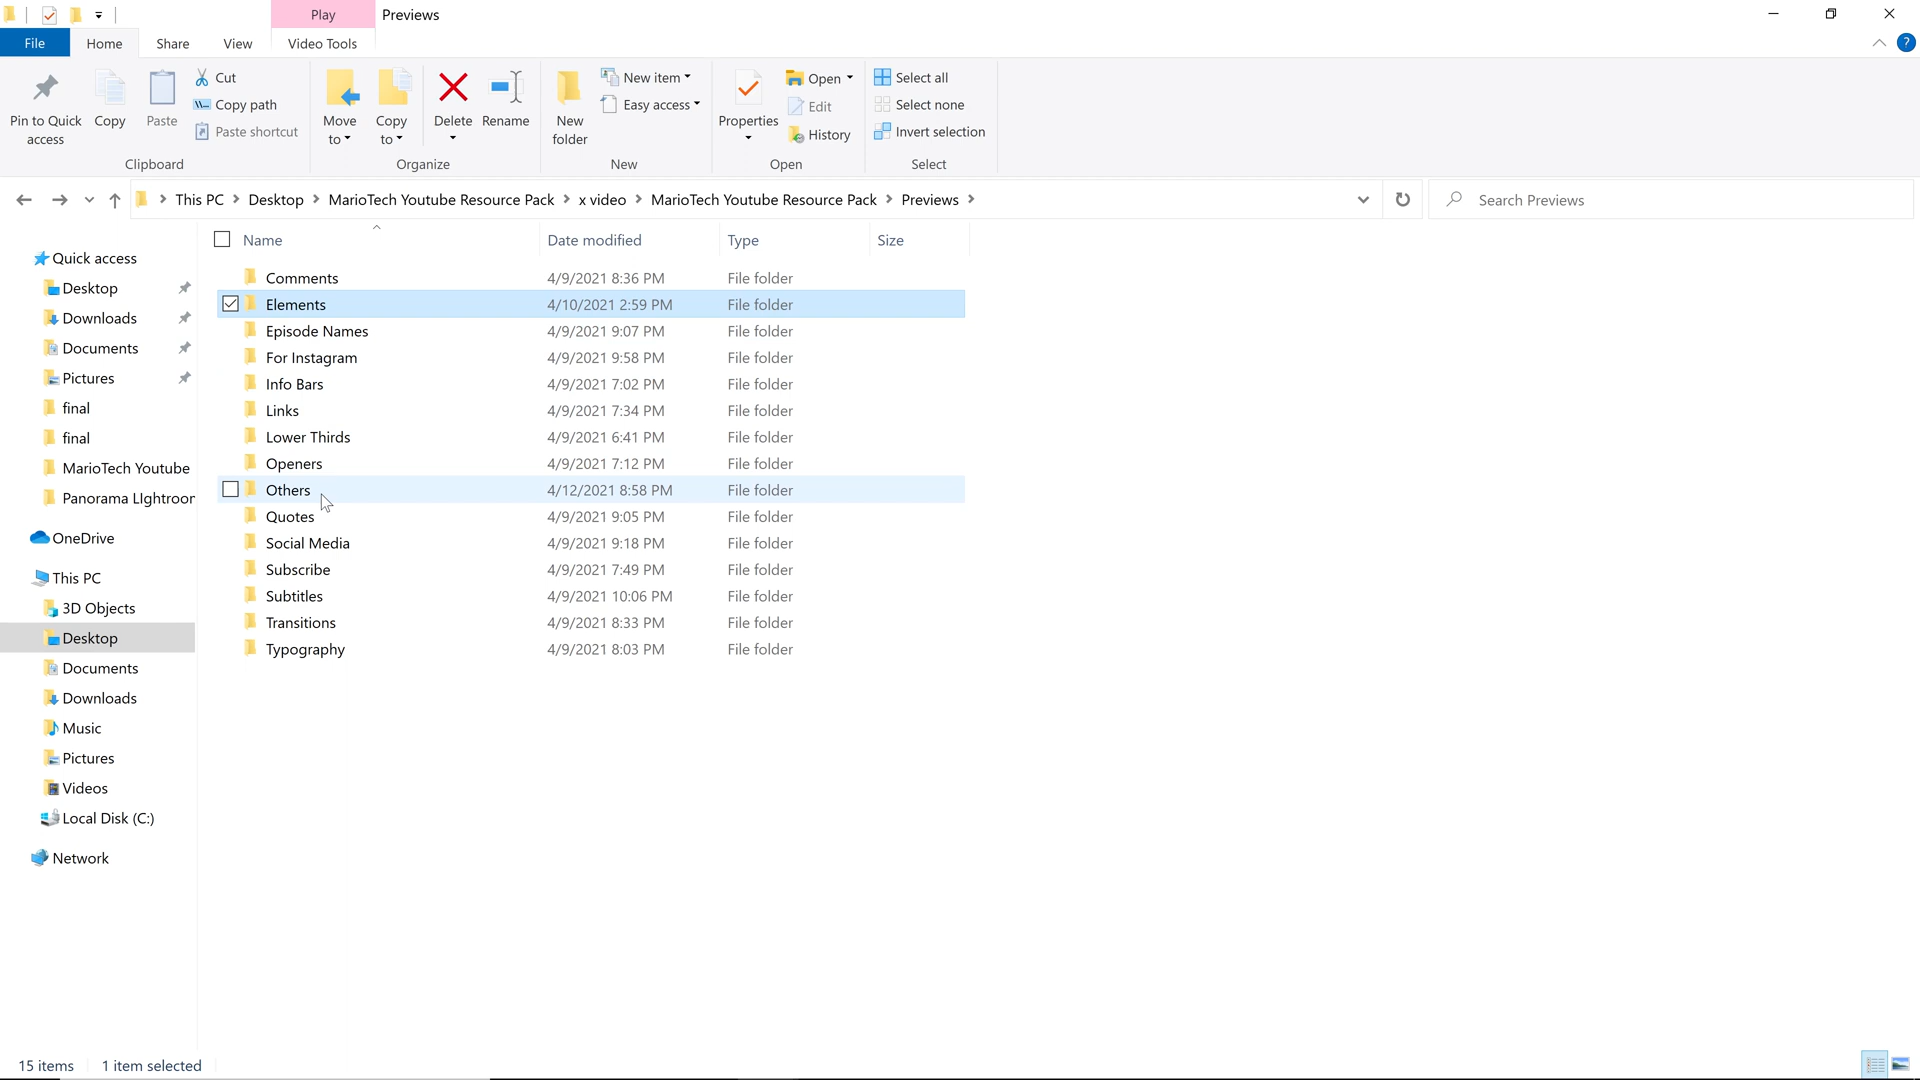 Play Previews
File Home Share View Video Tools
Pin to Quick access
Copy
Paste
Cut
Copy path
Paste shortcut
Clipboard
Move to
Copy to
Delete
Rename
Organize
New folder
New item
Easy access
New
Properties
Open
Edit
History
Open
Select all
Select none
Invert selection
Select
This PC Desktop MarioTech Youtube Resource Pack x video MarioTech Youtube Resource Pack Previews
Search Previews
Quick access
Desktop
Downloads
Documents
Pictures
final
final
MarioTech Youtube
Panorama LIghtroor
OneDrive
This PC
3D Objects
Desktop
Documents
Downloads
Music
Pictures
Videos
Local Disk (C:)
Network
Name Date modified Type Size
Comments 4/9/2021 8:36 PM File folder
Elements 4/10/2021 2:59 PM File folder
Episode Names 4/9/2021 9:07 PM File folder
For Instagram 4/9/2021 9:58 PM File folder
Info Bars 4/9/2021 7:02 PM File folder
Links 4/9/2021 7:34 PM File folder
Lower Thirds 4/9/2021 6:41 PM File folder
Openers 4/9/2021 7:12 PM File folder
Others 4/12/2021 8:58 PM File folder
Quotes 4/9/2021 9:05 PM File folder
Social Media 4/9/2021 9:18 PM File folder
Subscribe 4/9/2021 7:49 PM File folder
Subtitles 4/9/2021 10:06 PM File folder
Transitions 4/9/2021 8:33 PM File folder
Typography 4/9/2021 8:03 PM File folder
15 items 1 item selected